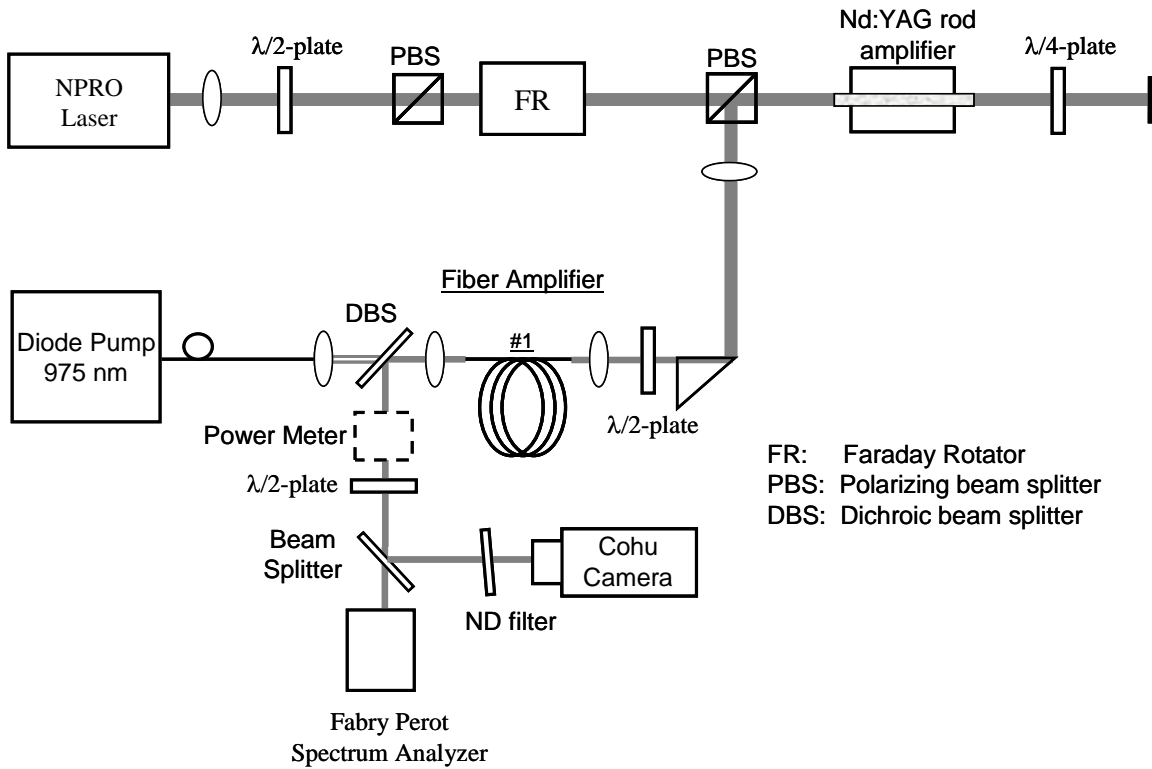 λ/2-plate
PBS
PBS
Nd:YAG rod
amplifier
λ/4-plate
NPRO
Laser
FR
Fiber Amplifier
DBS
#1
Diode Pump
975 nm
λ/2-plate
Power Meter
λ/2-plate
FR: Faraday Rotator
PBS: Polarizing beam splitter
DBS: Dichroic beam splitter
Beam
Splitter
Cohu
Camera
ND filter
Fabry Perot
Spectrum Analyzer